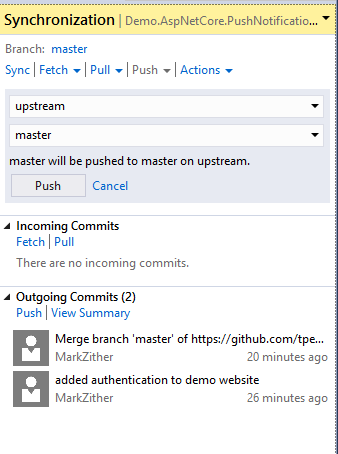 Synchronization | Demo.AspNetCore.PushNotificatio...
Branch: master
Sync | Fetch | Pull | Push | Actions
upstream
master
master will be pushed to master on upstream.
Push Cancel
Incoming Commits
Fetch | Pull
There are no incoming commits.
Outgoing Commits (2)
Push | View Summary
Merge branch 'master' of https://github.com/tpe...
MarkZither 20 minutes ago
added authentication to demo website
MarkZither 26 minutes ago